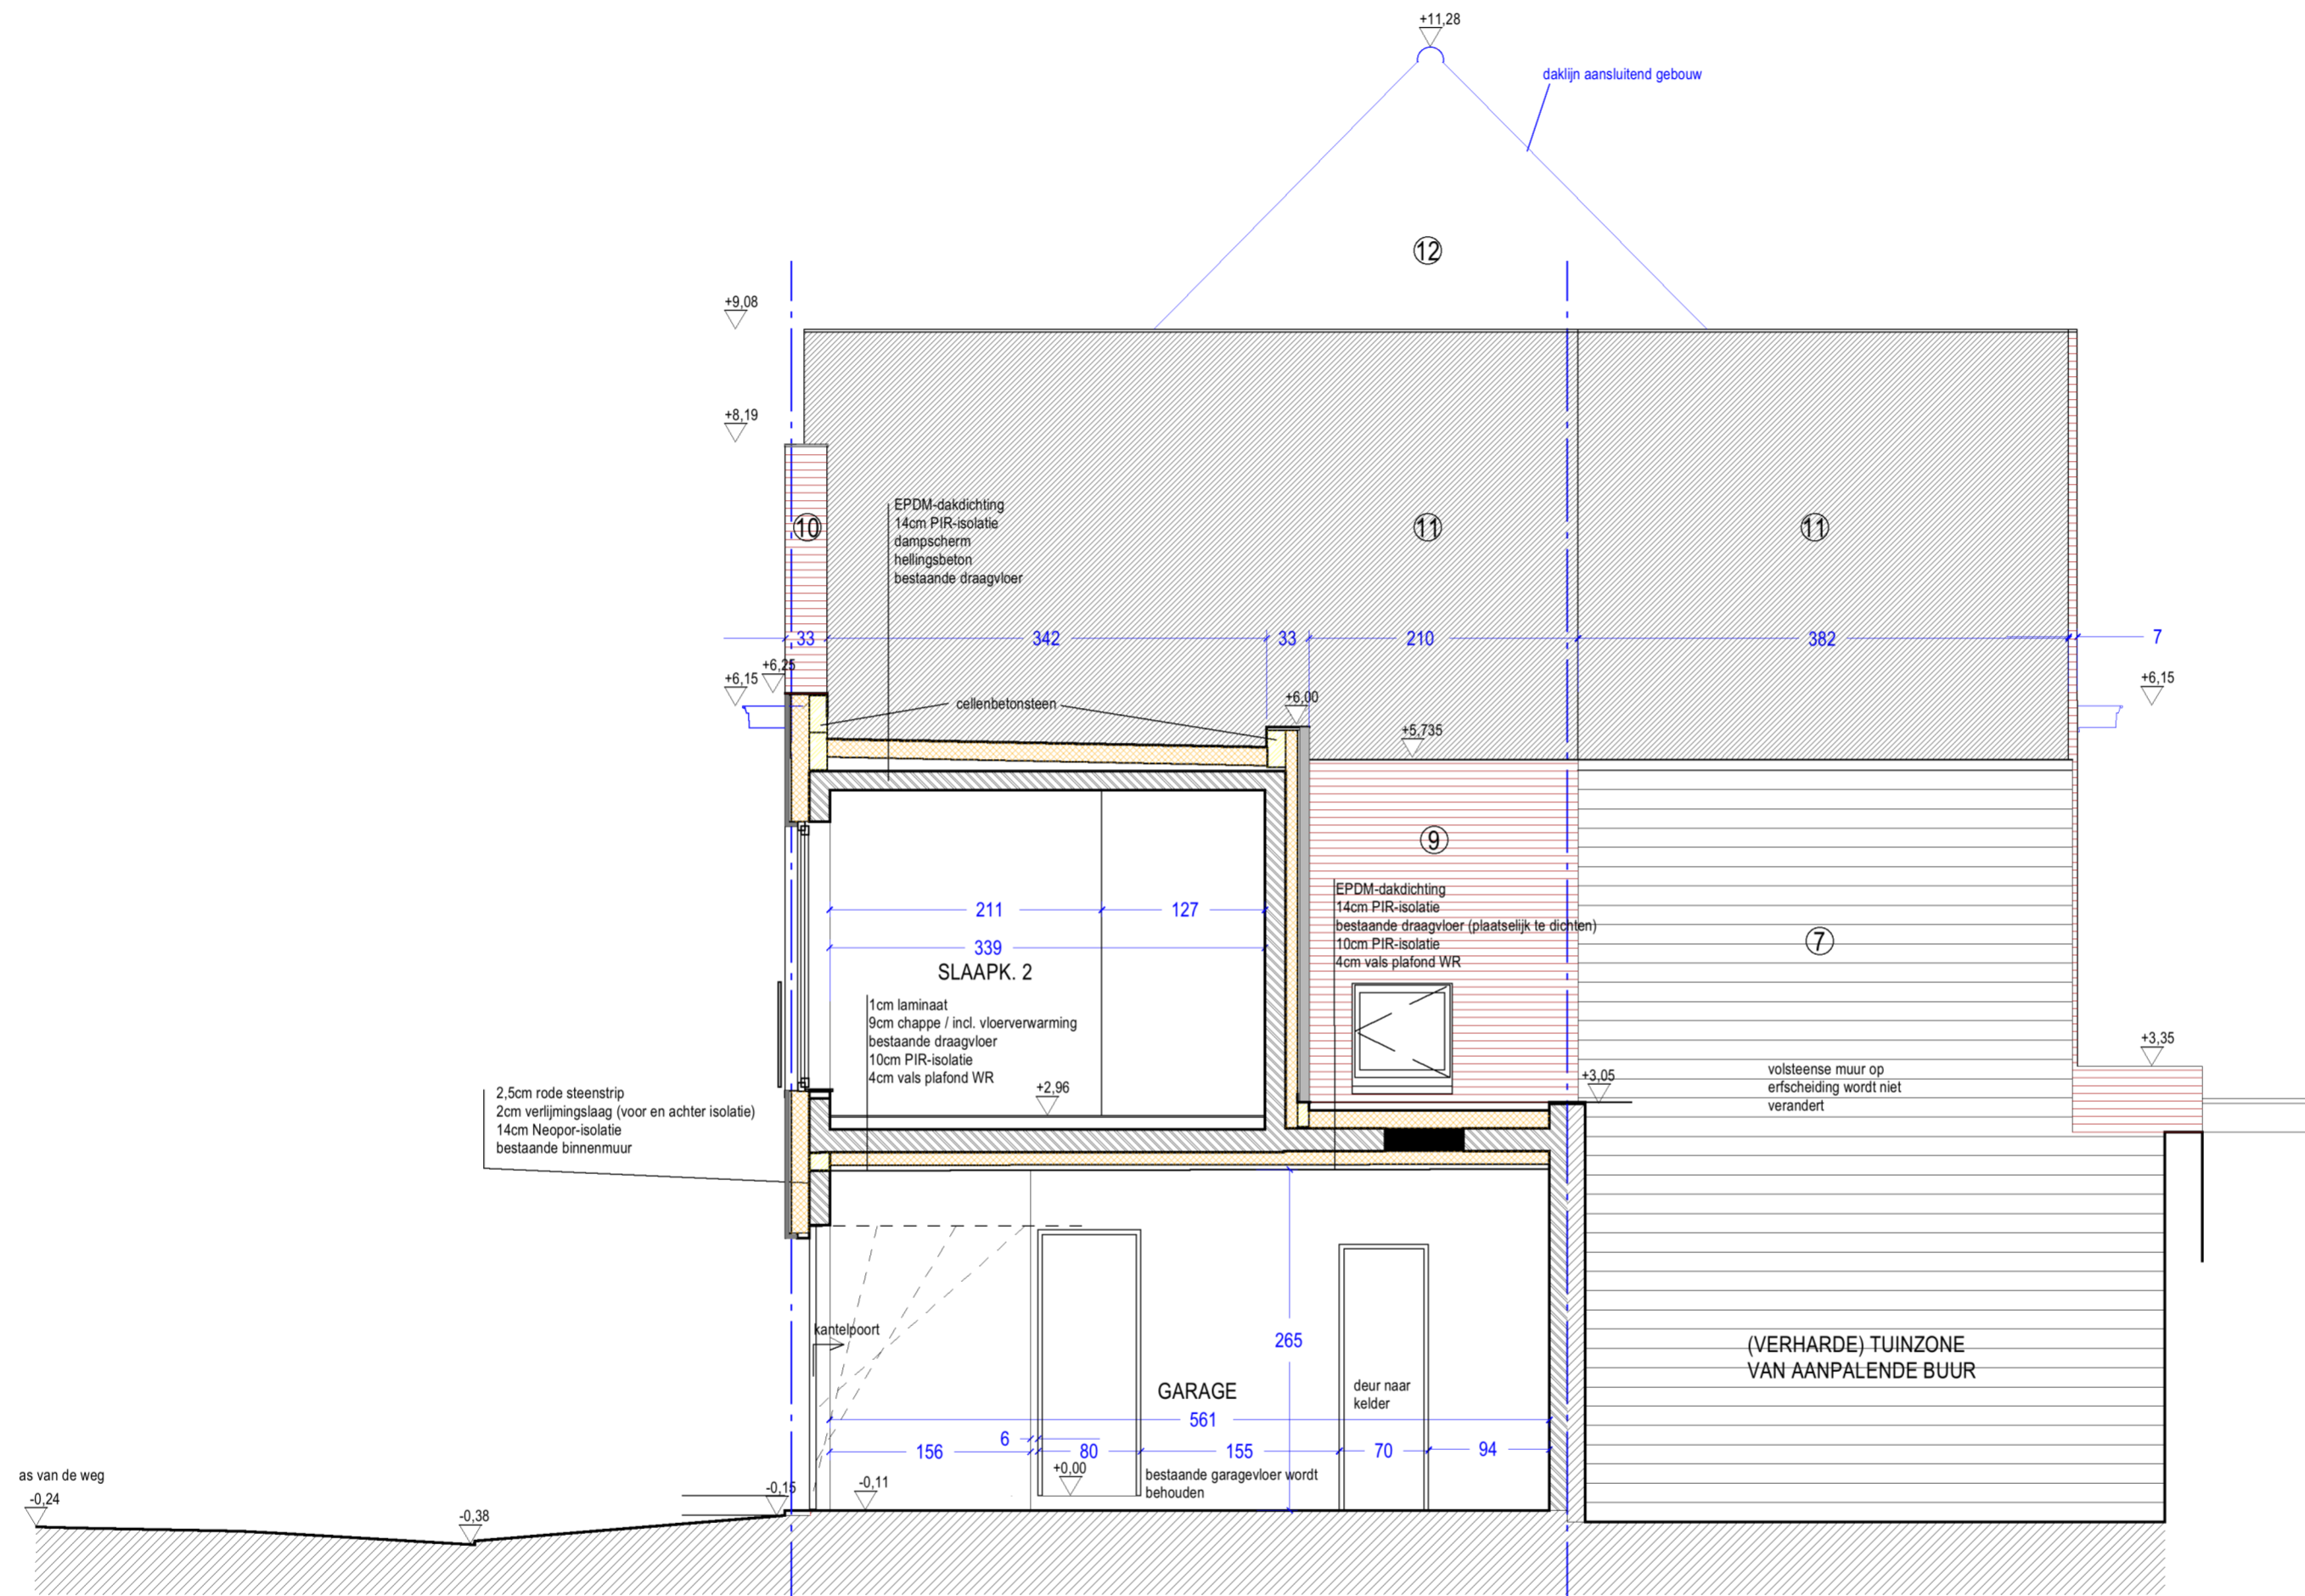 +11,28
daklijn aansluitend gebouw
12
+9,08
+8,19
10
EPDM-dakdichting
14cm PIR-isolatie
dampscherm
hellingsbeton
bestaande draagvloer
11
11
33
342
33
210
382
7
+6,25
+6,15
+6,15
cellenbetonsteen
+6,00
+5,735
9
EPDM-dakdichting
14cm PIR-isolatie
bestaande draagvloer (plaatselijk te dichten)
10cm PIR-isolatie
4cm vals plafond WR
211
127
339
SLAAPK. 2
7
1cm laminaat
9cm chappe / incl. vloerverwarming
bestaande draagvloer
10cm PIR-isolatie
4cm vals plafond WR
+2,96
+3,05
+3,35
volsteense muur op
erfscheiding wordt niet
verandert
2,5cm rode steenstrip
2cm verlijmingslaag (voor en achter isolatie)
14cm Neopor-isolatie
bestaande binnenmuur
kantelpoort
265
GARAGE
deur naar
kelder
(VERHARDE) TUINZONE
VAN AANPALENDE BUUR
561
156
6
80
155
70
94
+0,00
bestaande garagevloer wordt
behouden
as van de weg
-0,24
-0,38
-0,15
-0,11